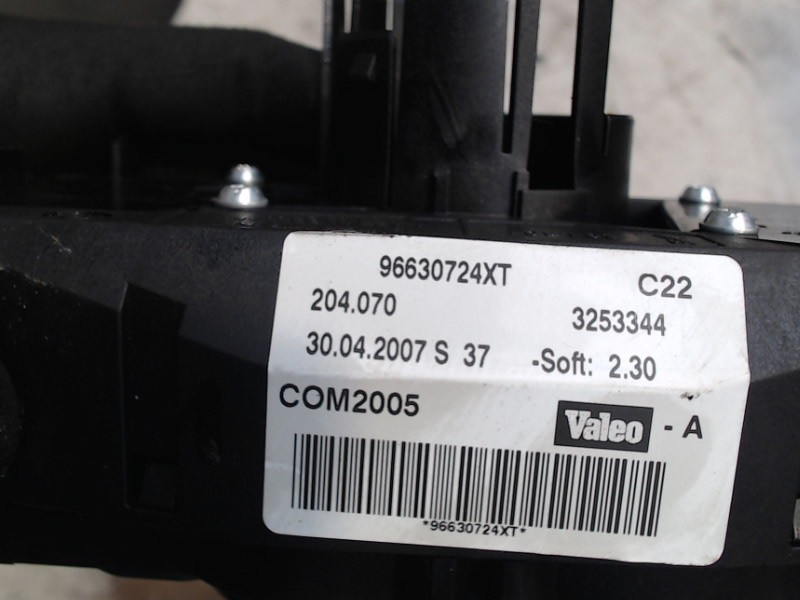 96630724XT C22
204.070 3253344
30.04.2007 S 37 -Soft: 2.30
COM2005 Valeo - A
*96630724XT*